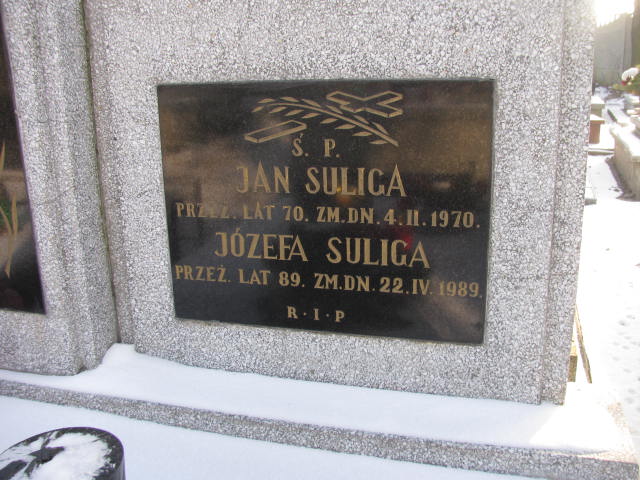 Ś. P.
JAN SULIGA
PRZEŻ. LAT 70. ZM.DN. 4.II.1970.
JÓZEFA SULIGA
PRZEŻ. LAT 89. ZM.DN. 22.IV.1989.
R·I·P